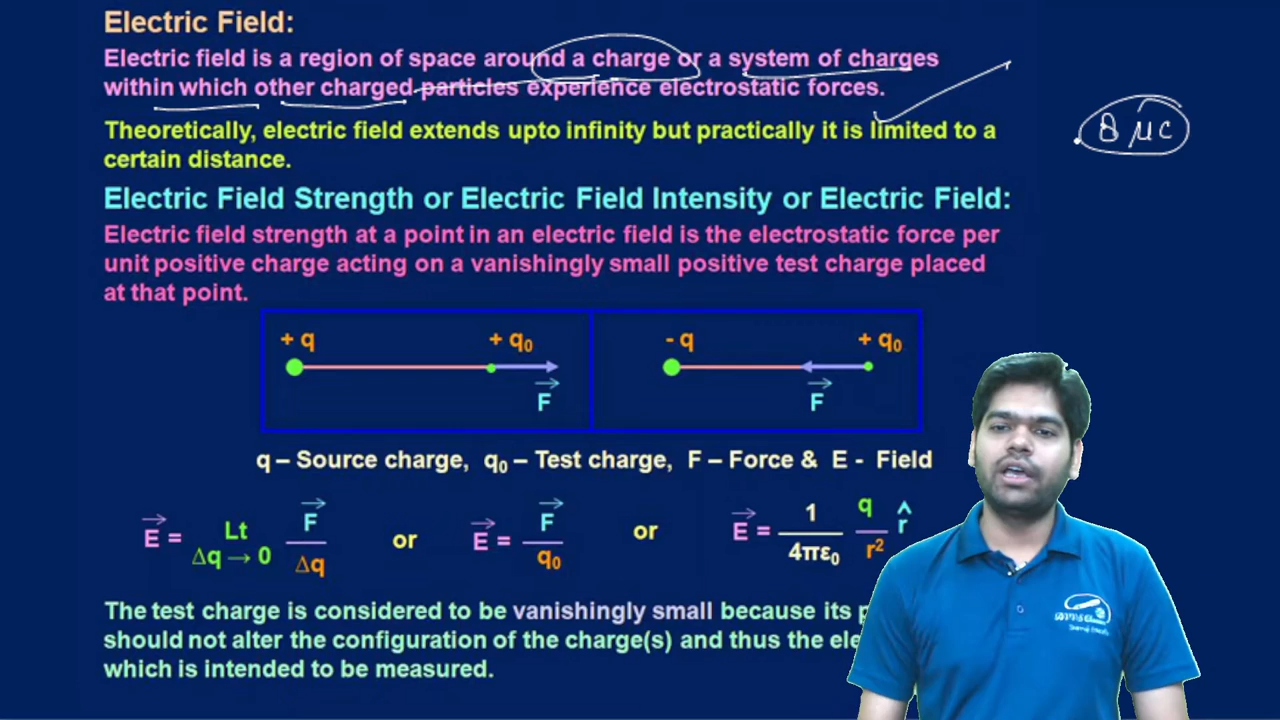 Electric Field:
Electric field is a region of space around a charge or a system of charges
within which other charged particles experience electrostatic forces.
Theoretically, electric field extends upto infinity but practically it is limited to a
certain distance.
8 μc
Electric Field Strength or Electric Field Intensity or Electric Field:
Electric field strength at a point in an electric field is the electrostatic force per
unit positive charge acting on a vanishingly small positive test charge placed
at that point.
+ q + q₀ - q + q₀
F F
q – Source charge, q₀ – Test charge, F – Force & E - Field
E = Lt Δq → 0 F / Δq or E = F / q₀ or E = 1 / 4πε₀ q / r² r̂
The test charge is considered to be vanishingly small because its
should not alter the configuration of the charge(s) and thus the
which is intended to be measured.